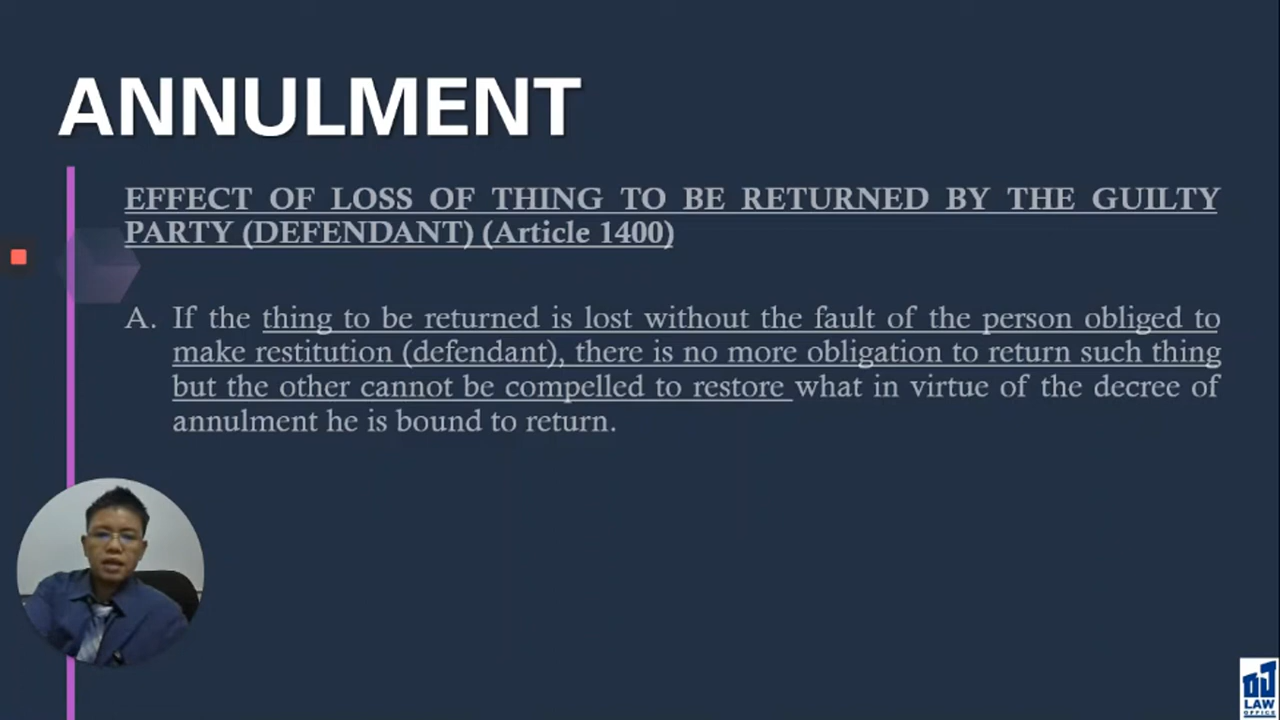 ANNULMENT
EFFECT OF LOSS OF THING TO BE RETURNED BY THE GUILTY
PARTY (DEFENDANT) (Article 1400)
A. If the thing to be returned is lost without the fault of the person obliged to
make restitution (defendant), there is no more obligation to return such thing
but the other cannot be compelled to restore what in virtue of the decree of
annulment he is bound to return.
LAW
OFFICE